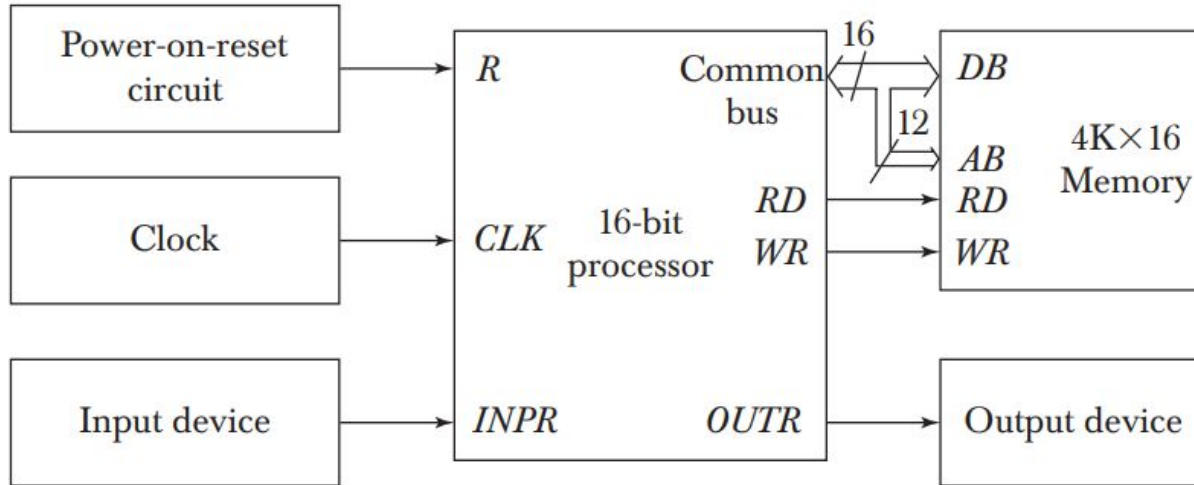 Power-on-reset
circuit
Clock
Input device
R
CLK
INPR
Common
bus
16-bit
processor
RD
WR
OUTR
16
12
DB
AB
RD
WR
4K×16
Memory
Output device